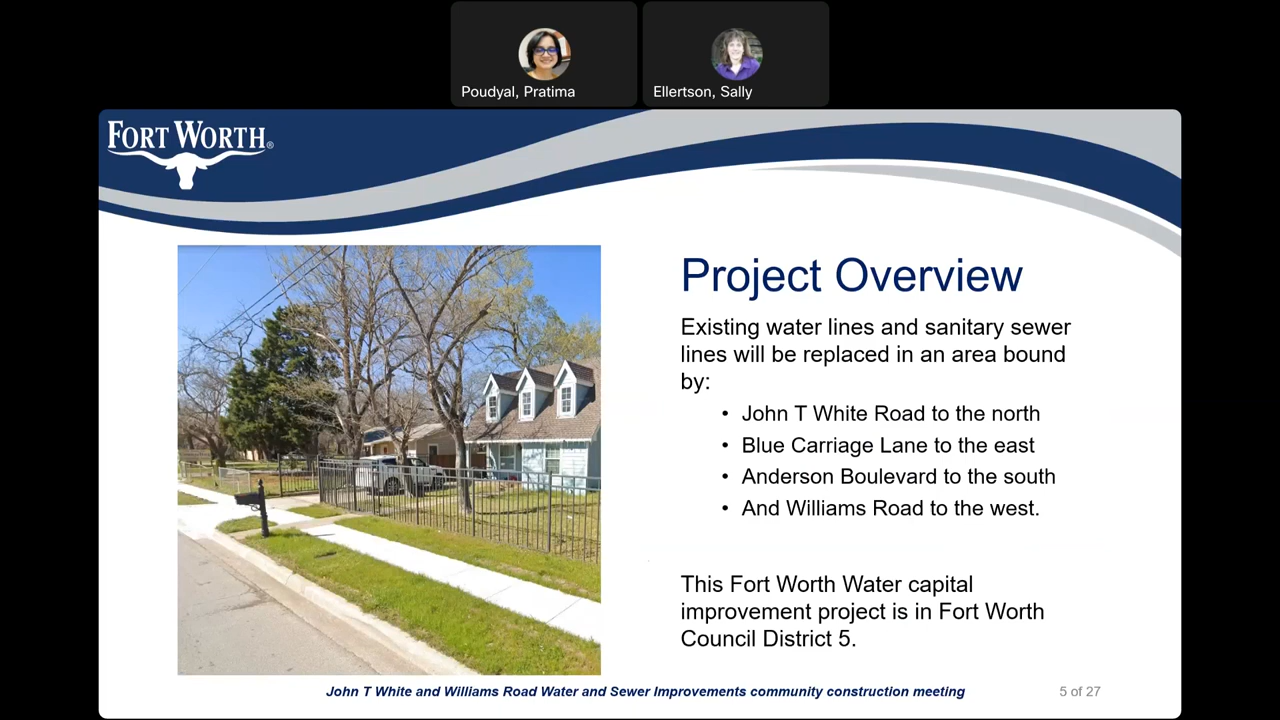 Poudyal, Pratima
Ellertson, Sally
FORT WORTH®
Project Overview
Existing water lines and sanitary sewer
lines will be replaced in an area bound
by:
• John T White Road to the north
• Blue Carriage Lane to the east
• Anderson Boulevard to the south
• And Williams Road to the west.
This Fort Worth Water capital
improvement project is in Fort Worth
Council District 5.
John T White and Williams Road Water and Sewer Improvements community construction meeting
5 of 27